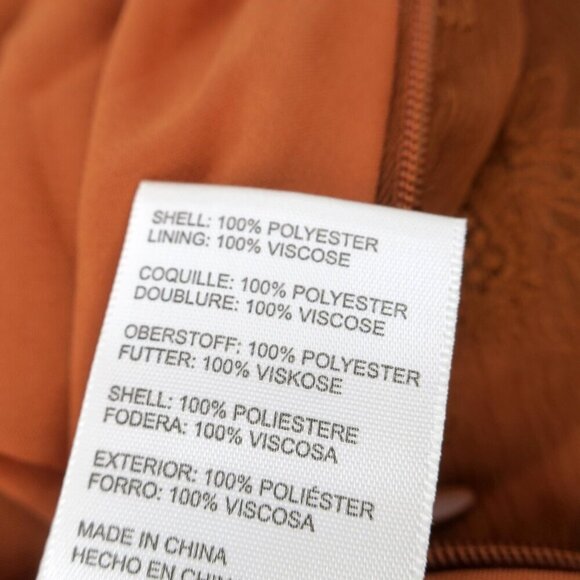 SHELL: 100% POLYESTER
LINING: 100% VISCOSE
COQUILLE: 100% POLYESTER
DOUBLURE: 100% VISCOSE
OBERSTOFF: 100% POLYESTER
FUTTER: 100% VISKOSE
SHELL: 100% POLIESTERE
FODERA: 100% VISCOSA
EXTERIOR: 100% POLIÉSTER
FORRO: 100% VISCOSA
MADE IN CHINA
HECHO EN CHIN